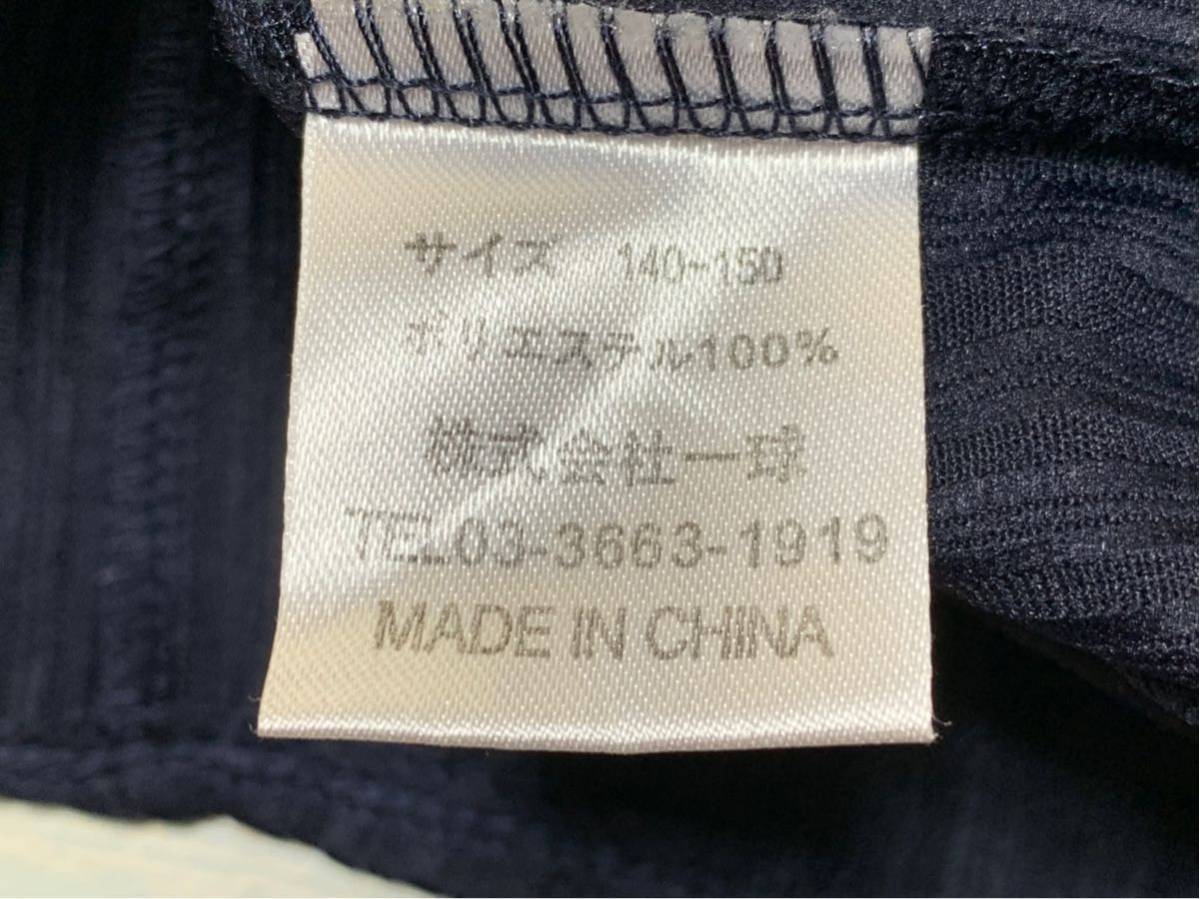 サイズ 140-150
ポリエステル100%
株式会社一球
TEL03-3663-1919
MADE IN CHINA